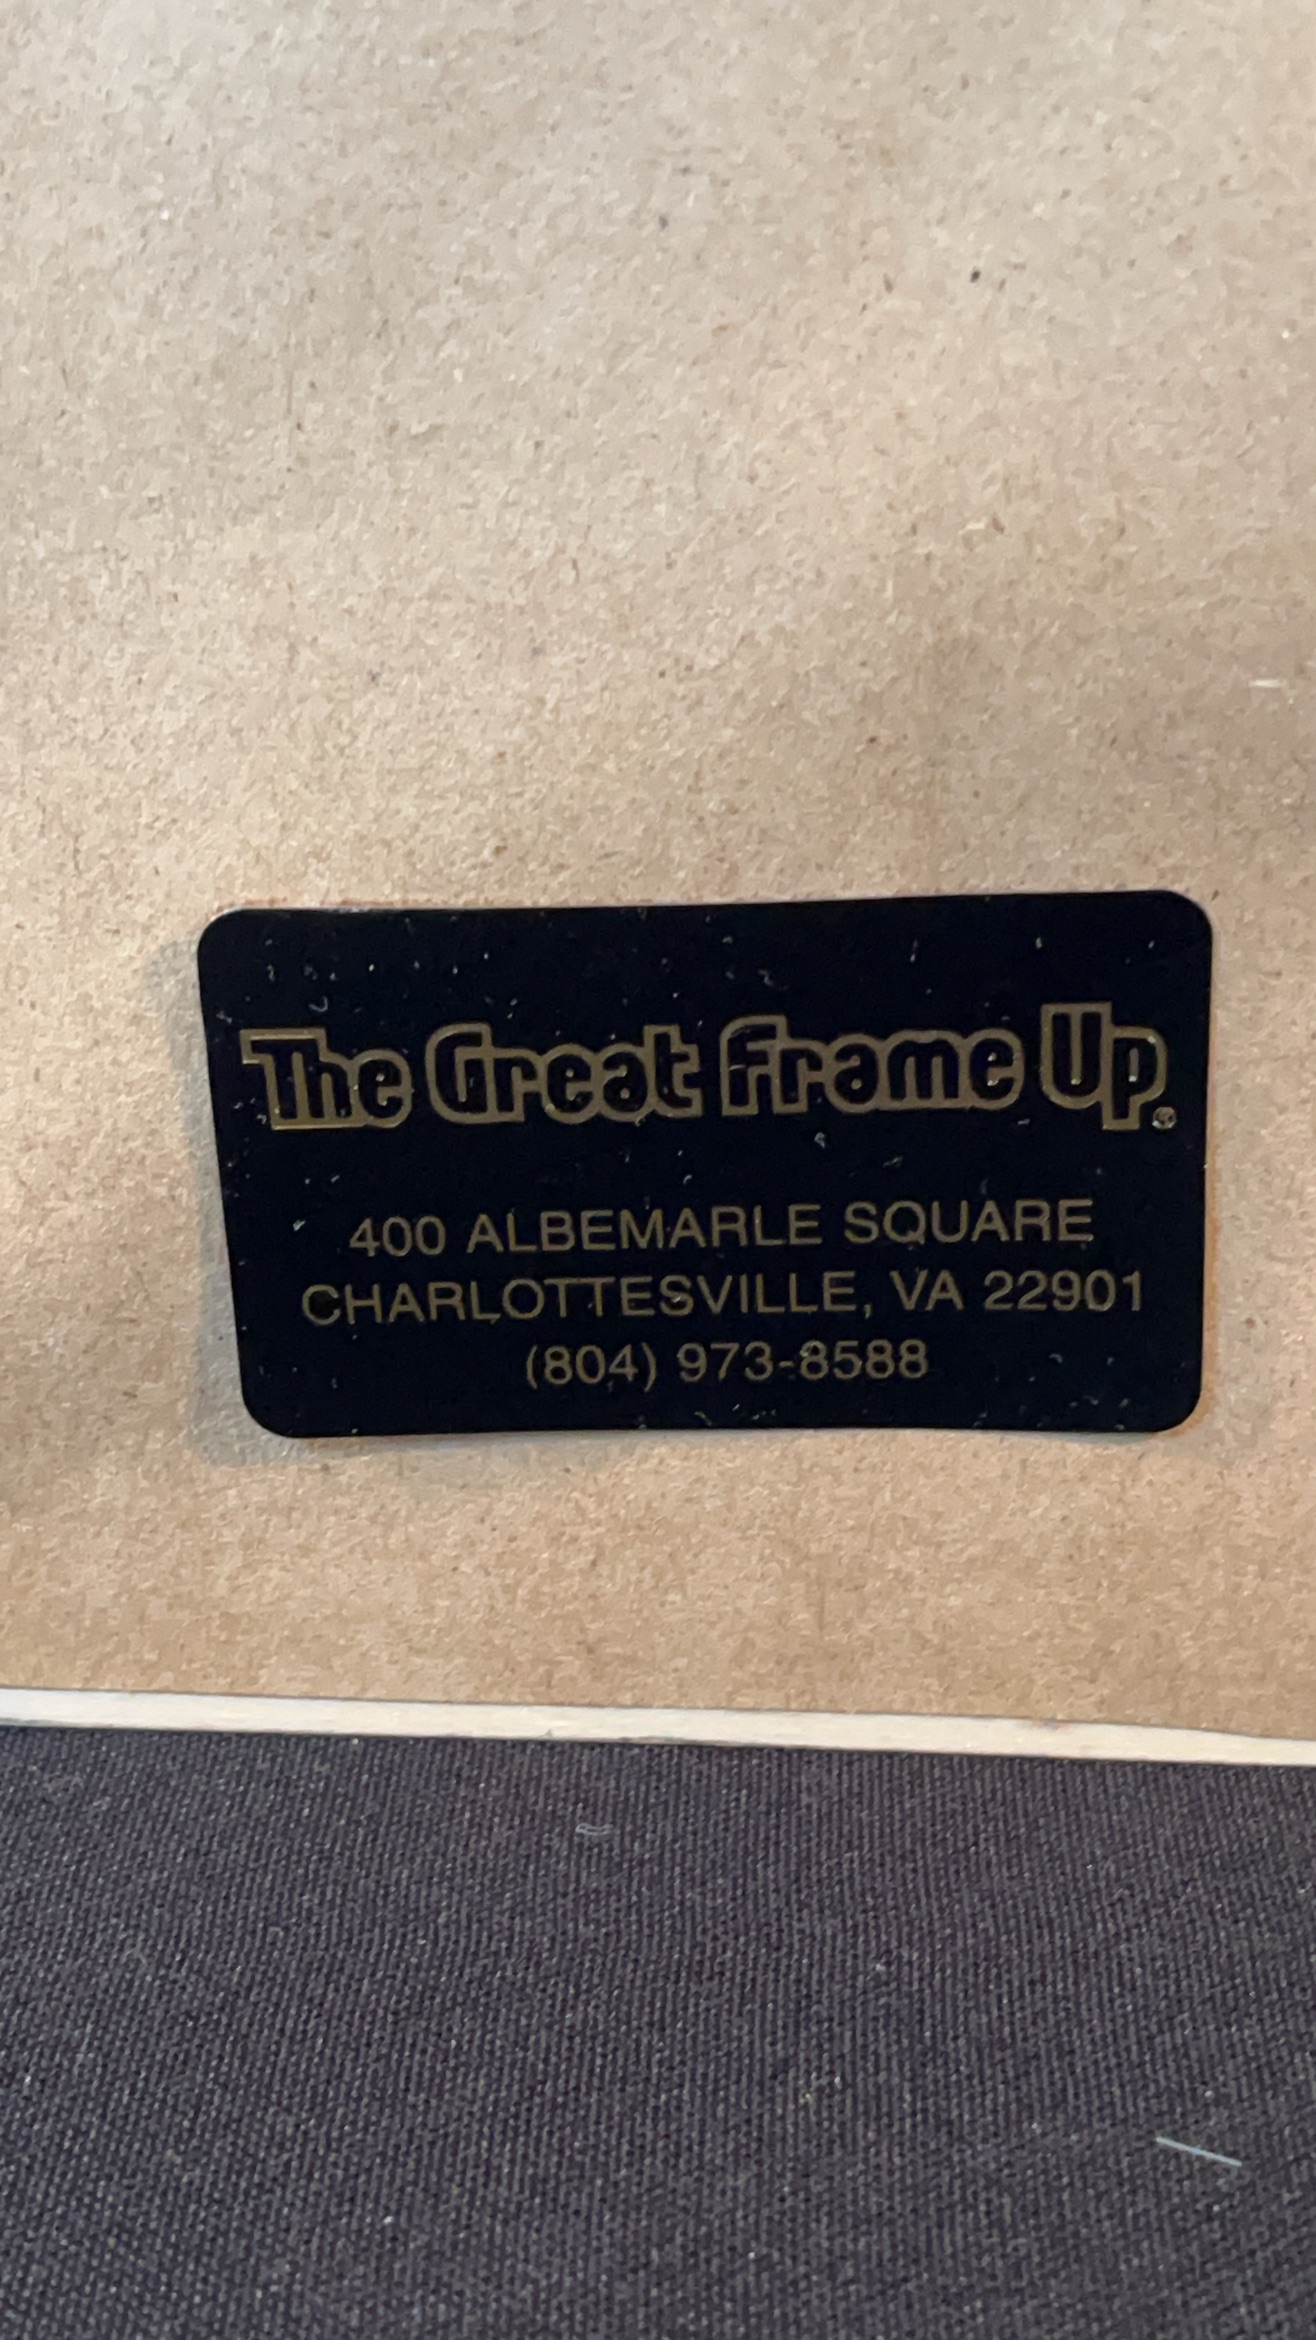 The Great Frame Up®
400 ALBEMARLE SQUARE
CHARLOTTESVILLE, VA 22901
(804) 973-8588